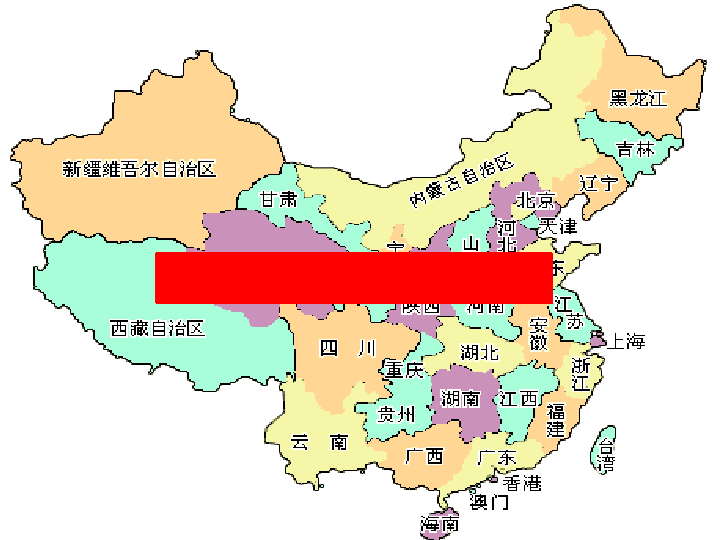 黑龙江
吉林
新疆维吾尔自治区
内蒙古自治区
辽宁
甘肃
北京
天津
河北
山
东
西藏自治区
陕西
河南
江苏
安徽
上海
四川
湖北
重庆
浙江
湖南
江西
贵州
福建
云南
广西
广东
台湾
香港
澳门
海南